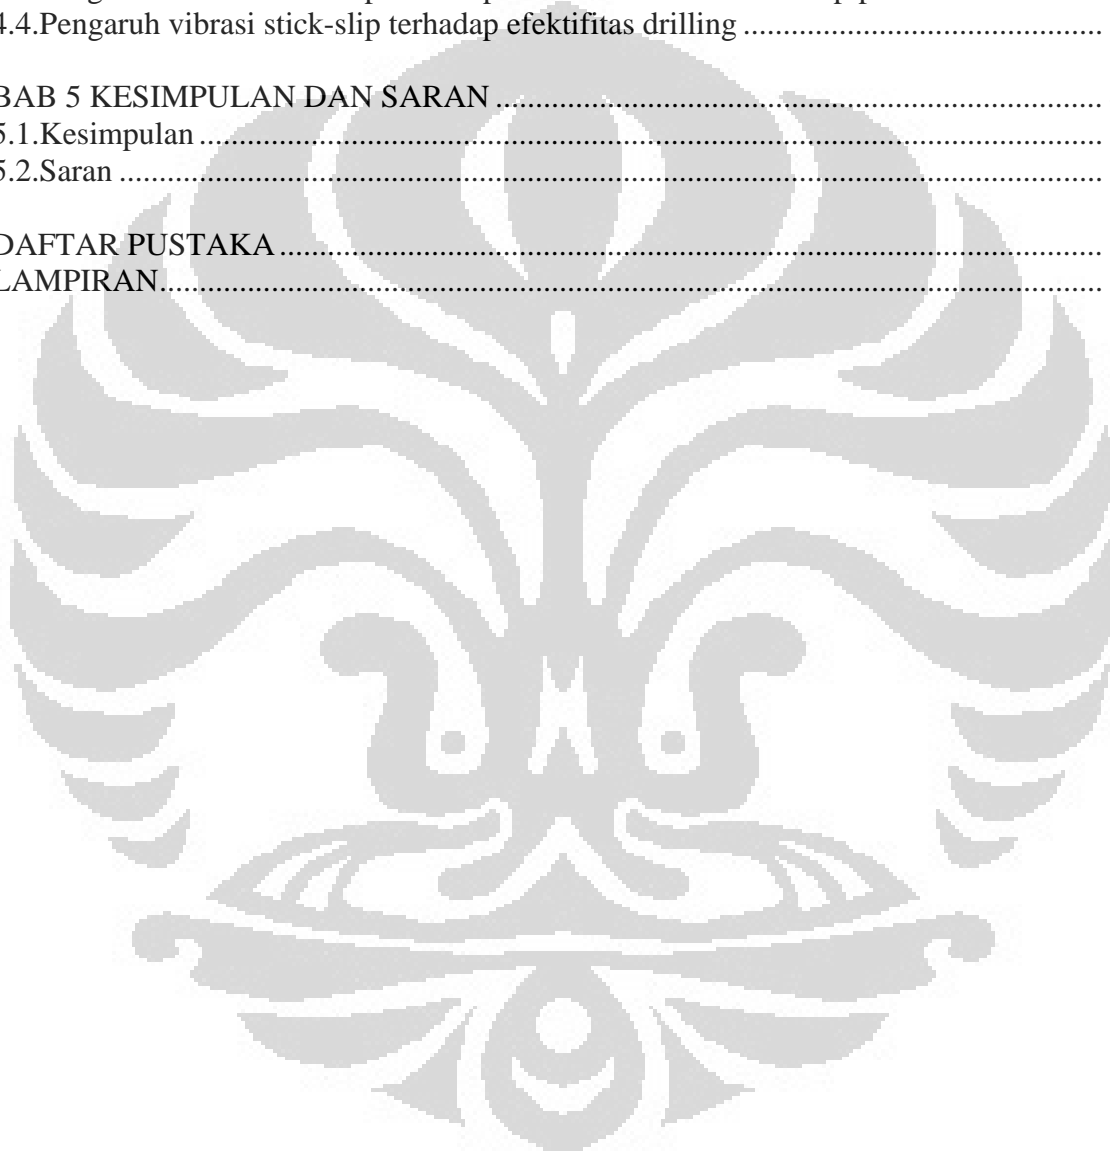 4.4.Pengaruh vibrasi stick-slip terhadap efektifitas drilling ............................................
BAB 5 KESIMPULAN DAN SARAN ............................................................................
5.1.Kesimpulan .................................................................................................................
5.2.Saran ...........................................................................................................................
DAFTAR PUSTAKA .......................................................................................................
LAMPIRAN......................................................................................................................